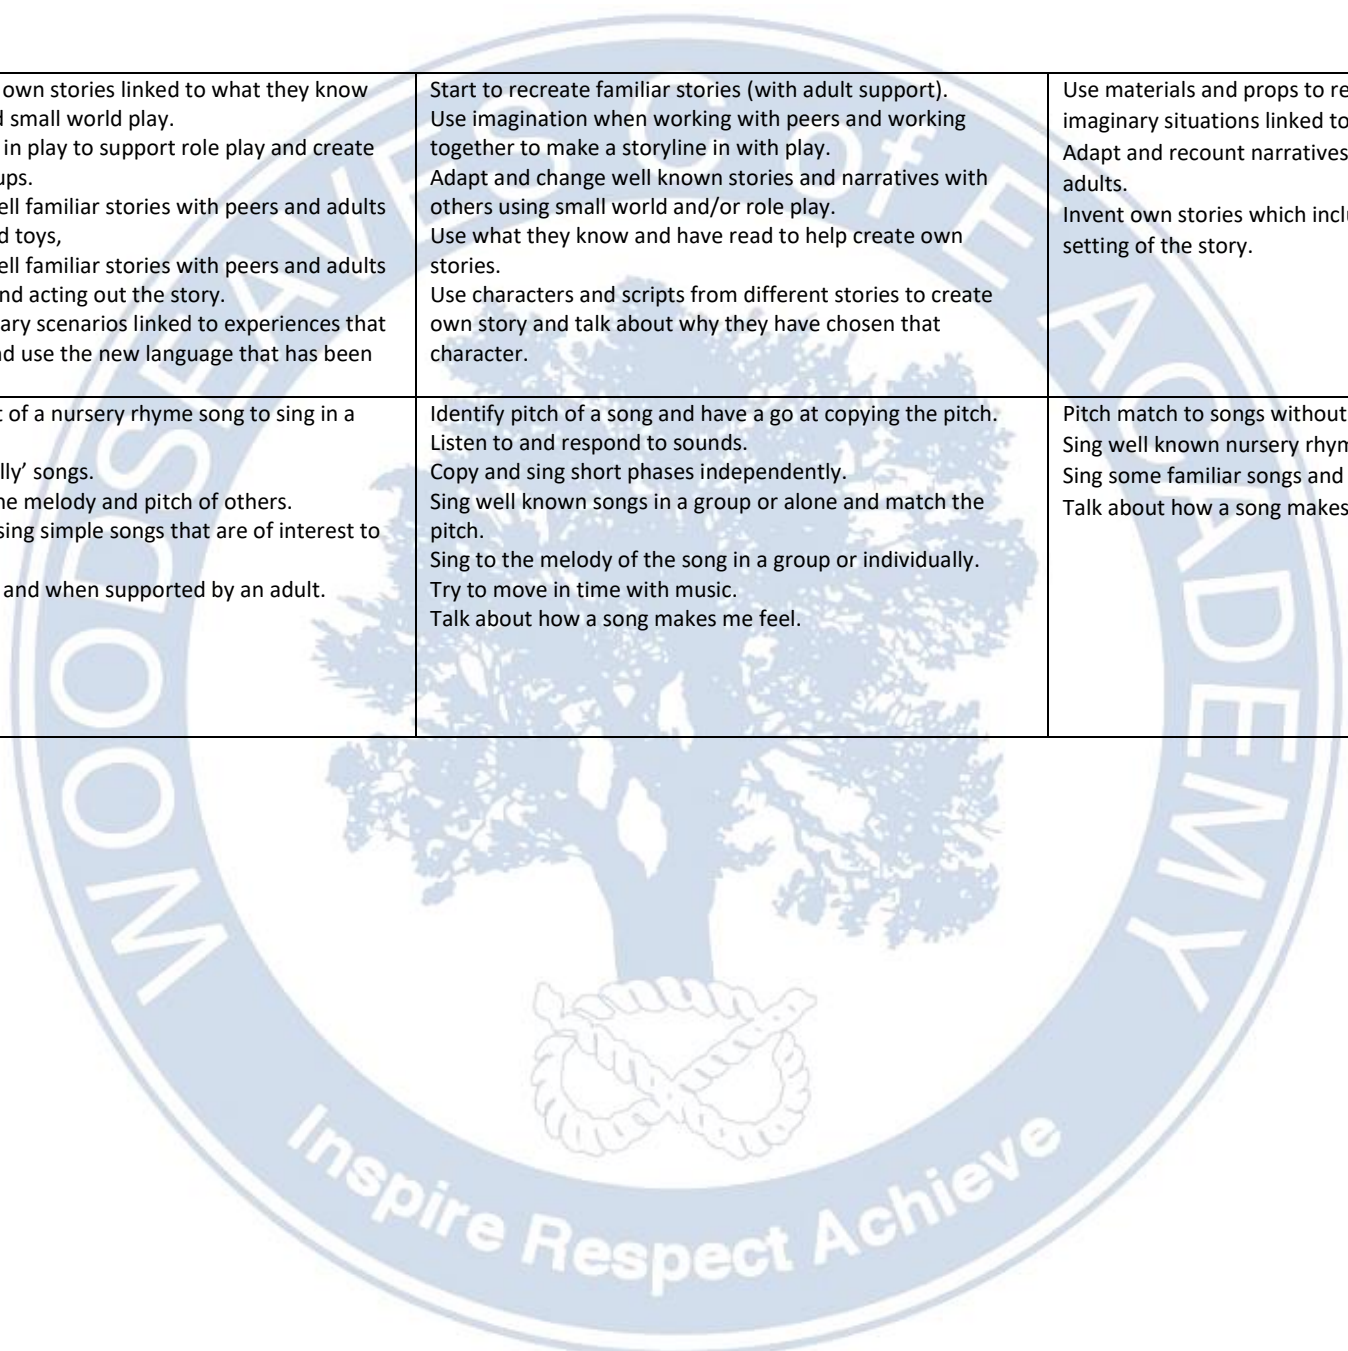 own stories linked to what they know
small world play.
in play to support role play and create
ups.
familiar stories with peers and adults
toys,
familiar stories with peers and adults
acting out the story.
scenarios linked to experiences that
use the new language that has been
Start to recreate familiar stories (with adult support).
Use imagination when working with peers and working
together to make a storyline in with play.
Adapt and change well known stories and narratives with
others using small world and/or role play.
Use what they know and have read to help create own
stories.
Use characters and scripts from different stories to create
own story and talk about why they have chosen that
character.
Use materials and props to
imaginary situations linked to
Adapt and recount narratives
adults.
Invent own stories which
setting of the story.
of a nursery rhyme song to sing in a
songs.
melody and pitch of others.
sing simple songs that are of interest to
and when supported by an adult.
Identify pitch of a song and have a go at copying the pitch.
Listen to and respond to sounds.
Copy and sing short phases independently.
Sing well known songs in a group or alone and match the
pitch.
Sing to the melody of the song in a group or individually.
Try to move in time with music.
Talk about how a song makes me feel.
Pitch match to songs without
Sing well known nursery
Sing some familiar songs and
Talk about how a song makes
WOODSEAVES C of E ACADEMY
Inspire Respect Achieve